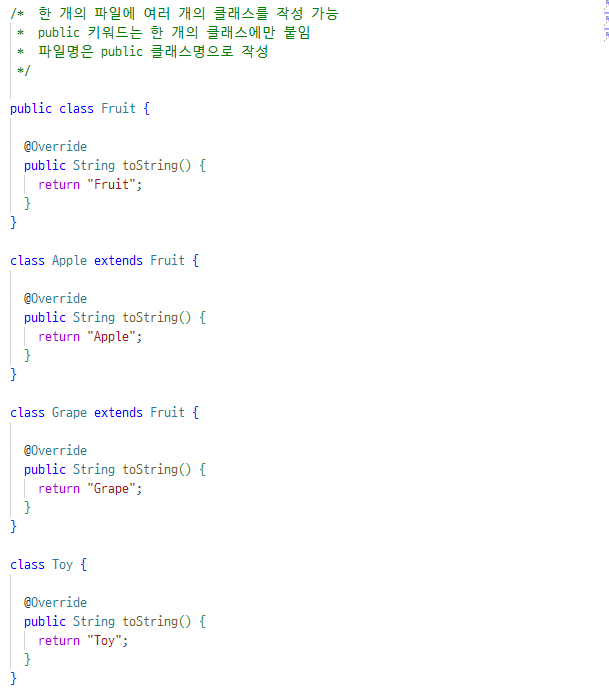 /*  한 개의 파일에 여러 개의 클래스를 작성 가능
 *  public 키워드는 한 개의 클래스에만 붙임
 *  파일명은 public 클래스명으로 작성
 */
public class Fruit {
  @Override
  public String toString() {
    return "Fruit";
  }
}
class Apple extends Fruit {
  @Override
  public String toString() {
    return "Apple";
  }
}
class Grape extends Fruit {
  @Override
  public String toString() {
    return "Grape";
  }
}
class Toy {
  @Override
  public String toString() {
    return "Toy";
  }
}